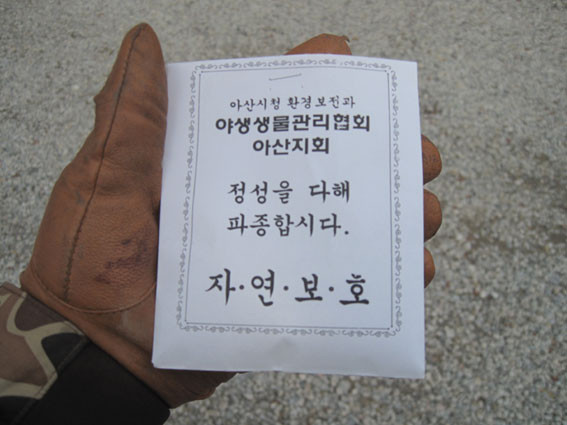 아산시청 환경보전과
야생생물관리협회
아산지회
정성을 다해
파종합시다.
자·연·보·호